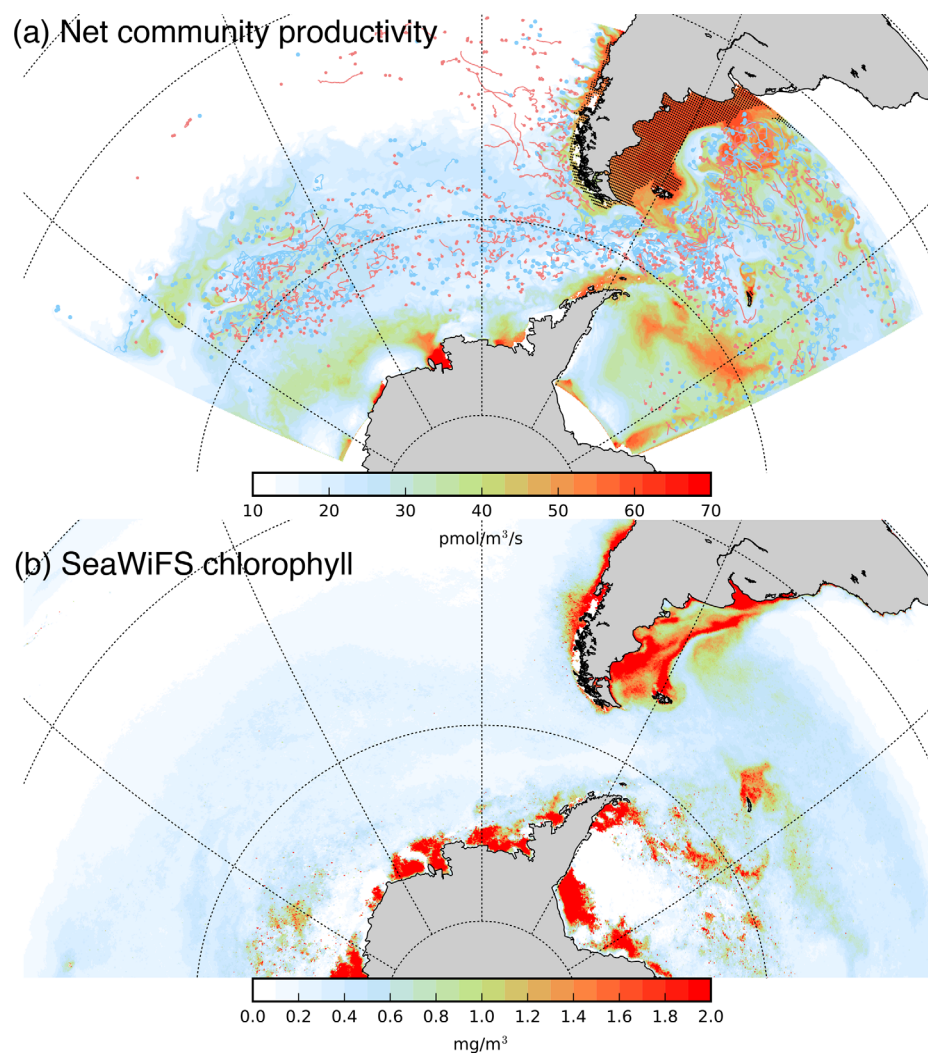 (a) Net community productivity
10 20 30 40 50 60 70
pmol/m³/s
(b) SeaWiFS chlorophyll
0.0 0.2 0.4 0.6 0.8 1.0 1.2 1.4 1.6 1.8 2.0
mg/m³